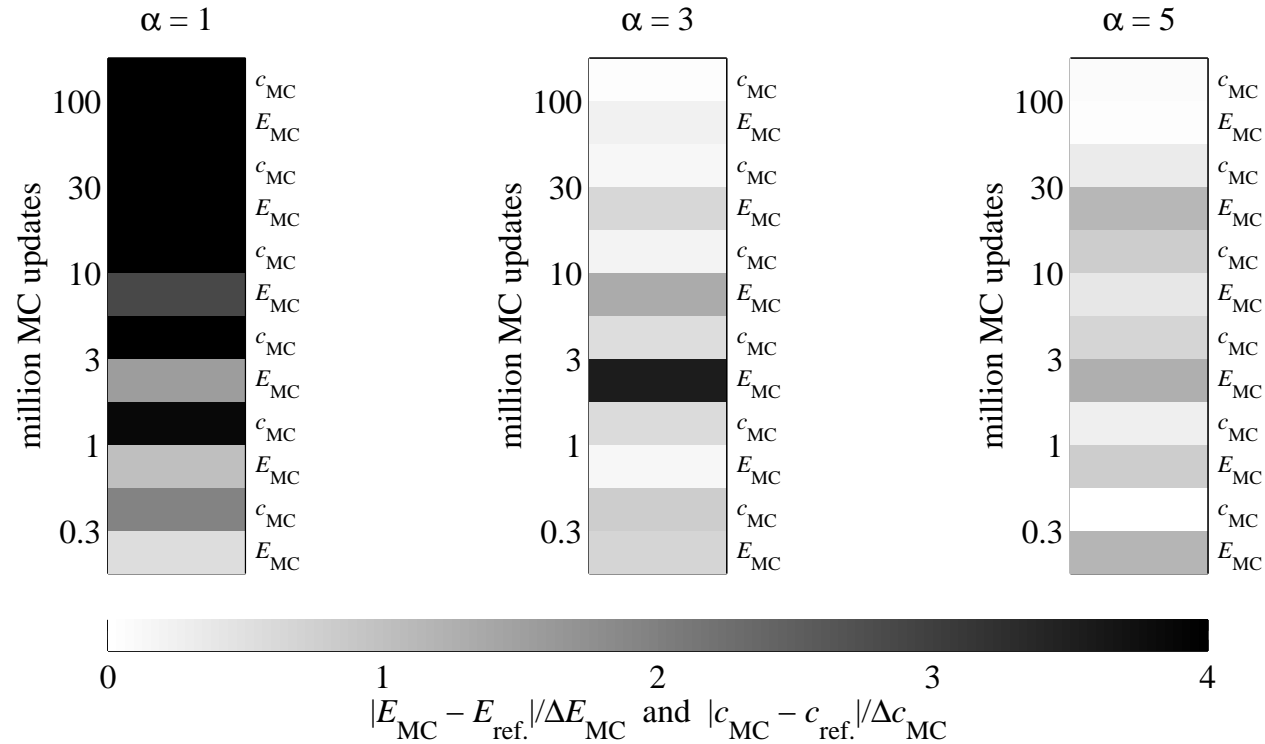 α = 1
α = 3
α = 5
million MC updates
100
30
10
3
1
0.3
c_MC
E_MC
c_MC
E_MC
c_MC
E_MC
c_MC
E_MC
c_MC
E_MC
c_MC
E_MC
million MC updates
100
30
10
3
1
0.3
c_MC
E_MC
c_MC
E_MC
c_MC
E_MC
c_MC
E_MC
c_MC
E_MC
c_MC
E_MC
million MC updates
100
30
10
3
1
0.3
c_MC
E_MC
c_MC
E_MC
c_MC
E_MC
c_MC
E_MC
c_MC
E_MC
c_MC
E_MC
0 1 2 3 4
|E_MC − E_ref.|/ΔE_MC and |c_MC − c_ref.|/Δc_MC